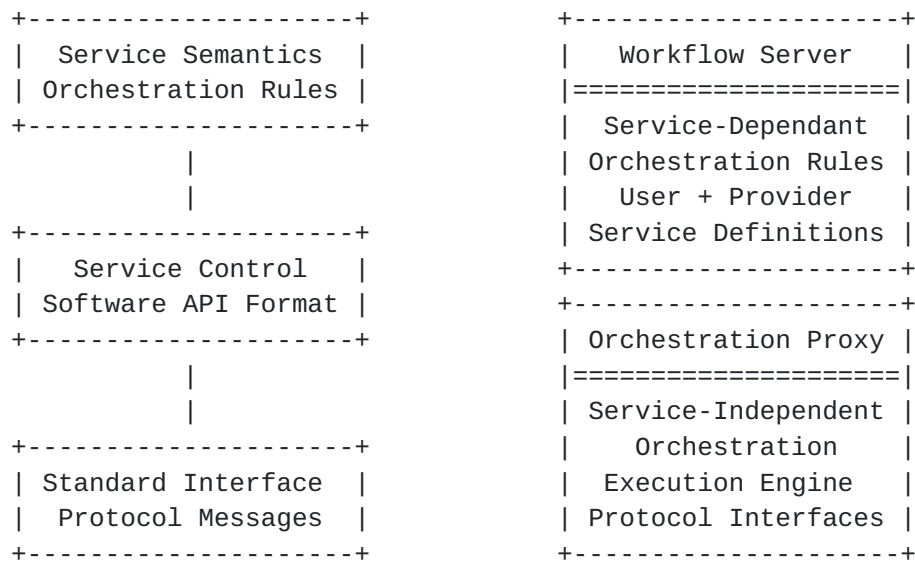 Service Semantics
Orchestration Rules
Service Control
Software API Format
Standard Interface
Protocol Messages
Workflow Server
Service-Dependant
Orchestration Rules
User + Provider
Service Definitions
Orchestration Proxy
Service-Independent
Orchestration
Execution Engine
Protocol Interfaces